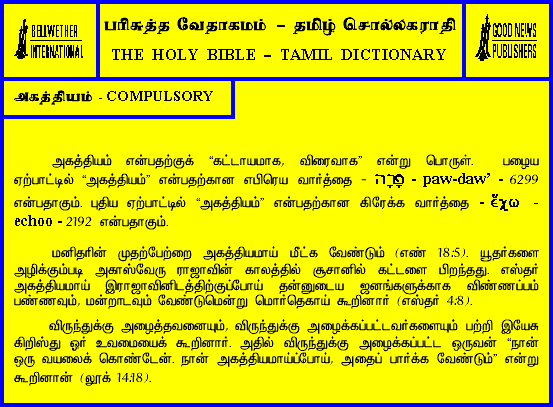 BELLWETHER
INTERNATIONAL
பரிசுத்த வேதாகமம் – தமிழ் சொல்லகராதி
THE HOLY BIBLE – TAMIL DICTIONARY
GOOD NEWS
PUBLISHERS
அகத்தியம் - COMPULSORY
அகத்தியம் என்பதற்குக் “கட்டாயமாக, விரைவாக” என்று பொருள். பழைய
ஏற்பாட்டில் “அகத்தியம்” என்பதற்கான எபிரெய வார்த்தை - פָּדָה - paw-daw’ - 6299
என்பதாகும். புதிய ஏற்பாட்டில் “அகத்தியம்” என்பதற்கான கிரேக்க வார்த்தை - ἔχω -
echoo - 2192 என்பதாகும்.
மனிதரின் முதற்பேற்றை அகத்தியமாய் மீட்க வேண்டும் (எண் 18:5). யூதர்களை
அழிக்கும்படி அகாஸ்வேரு ராஜாவின் காலத்தில் சூசானில் கட்டளை பிறந்தது. எஸ்தர்
அகத்தியமாய் இராஜாவினிடத்திற்குப்போய் தன்னுடைய ஜனங்களுக்காக விண்ணப்பம்
பண்ணவும், மன்றாடவும் வேண்டுமென்று மொர்தெகாய் கூறினார் (எஸ்தர் 4:8).
விருந்துக்கு அழைத்தவனையும், விருந்துக்கு அழைக்கப்பட்டவர்களையும் பற்றி இயேசு
கிறிஸ்து ஓர் உவமையைக் கூறினார். அதில் விருந்துக்கு அழைக்கப்பட்ட ஒருவன் “நான்
ஒரு வயலைக் கொண்டேன். நான் அகத்தியமாய்ப்போய், அதைப் பார்க்க வேண்டும்” என்று
கூறினான் (லூக் 14:18).